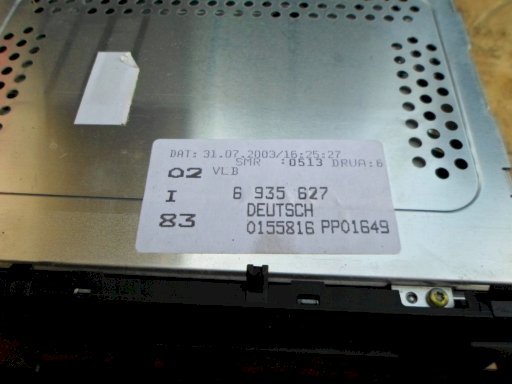 DAT: 31.07.2003/16:25:27
SMR :0513 DRUA:6
02 VLB
I 6 935 627
DEUTSCH
83 0155816 PP01649